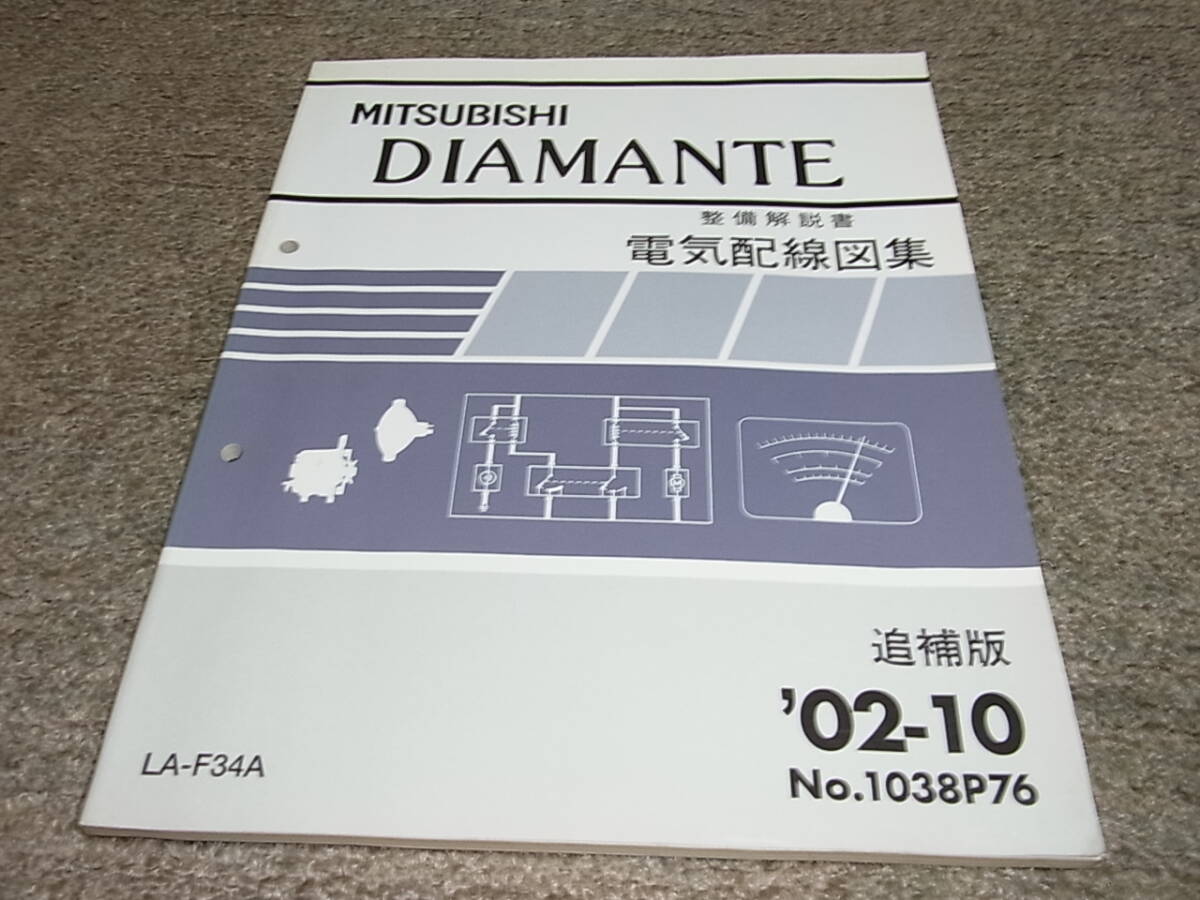 MITSUBISHI
DIAMANTE
整備解説書
電気配線図集
追補版
'02-10
LA-F34A
No.1038P76